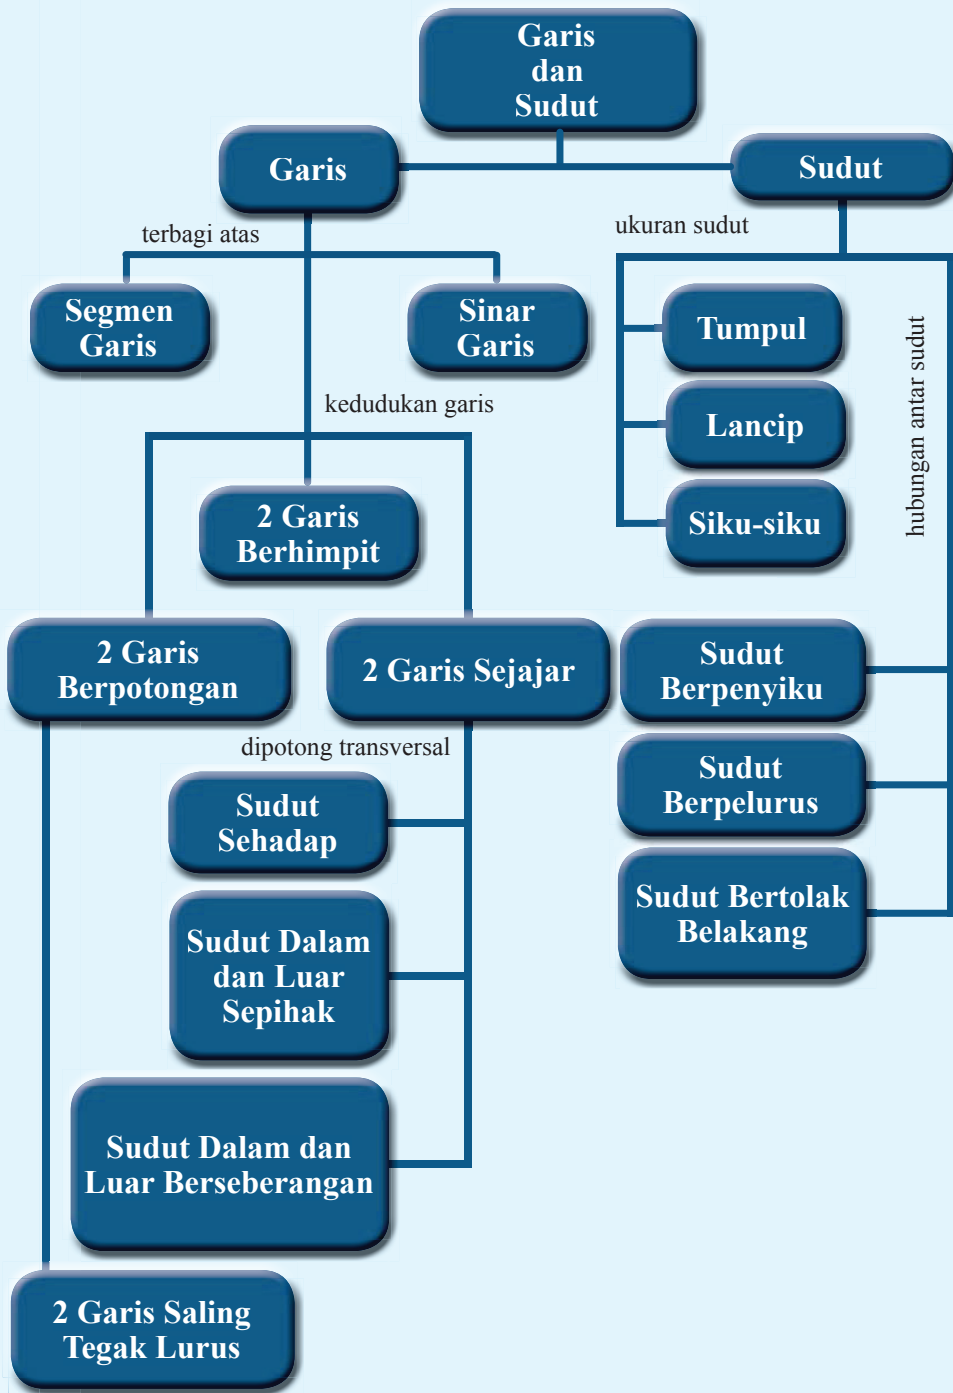 Garis
dan
Sudut
Garis
Sudut
terbagi atas
ukuran sudut
Segmen
Garis
Sinar
Garis
Tumpul
Lancip
Siku-siku
hubungan antar sudut
kedudukan garis
2 Garis
Berhimpit
2 Garis
Berpotongan
2 Garis Sejajar
Sudut
Berpenyiku
Sudut
Berpelurus
Sudut Bertolak
Belakang
dipotong transversal
Sudut
Sehadap
Sudut Dalam
dan Luar
Sepihak
Sudut Dalam dan
Luar Berseberangan
2 Garis Saling
Tegak Lurus